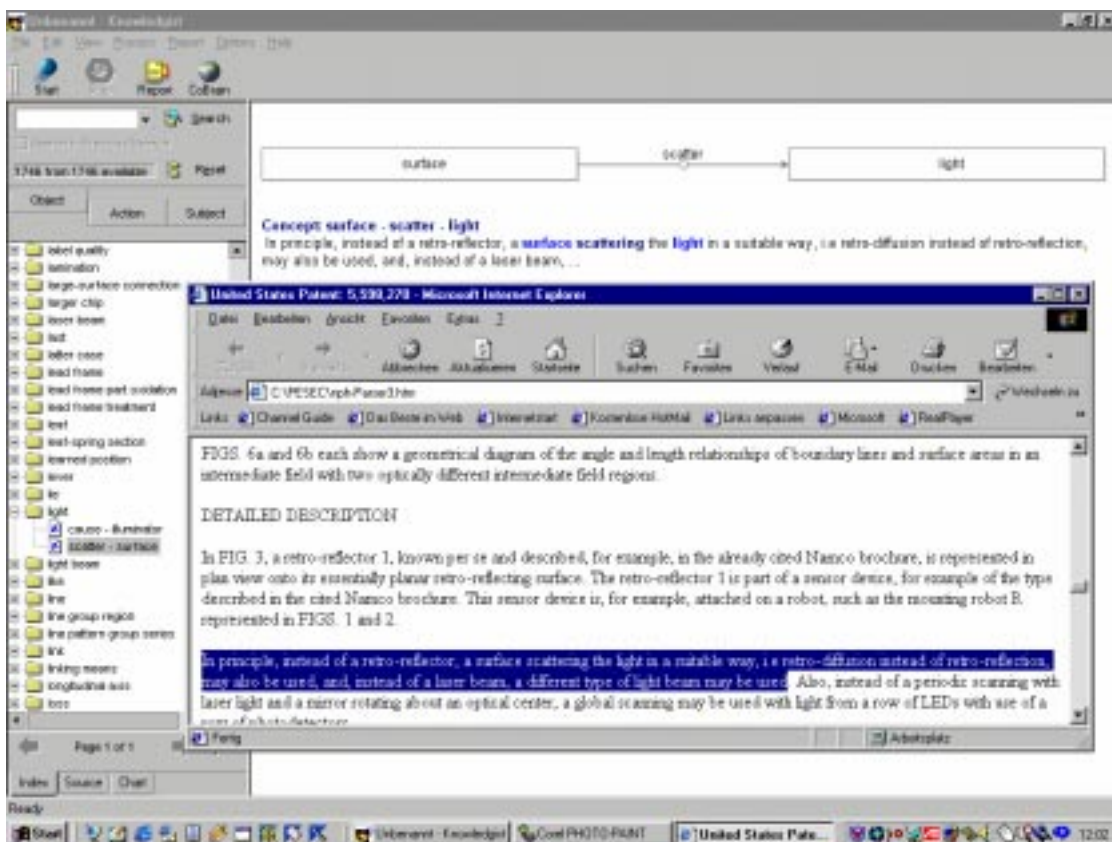 Unbenannt - Knowledgist
File Edit View Process Report Options Help
Start Report CoBrain
Search
1746 from 1746 available Reset
Object Action Subject
surface scatter light
Concept: surface - scatter - light
In principle, instead of a retro-reflector, a surface scattering the light in a suitable way, i.e retro-diffusion instead of retro-reflection,
may also be used, and, instead of a laser beam, ...
label quality
lamination
large-surface connection
larger chip
laser beam
last
latter case
lead frame
lead frame part oxidation
lead frame treatment
leaf
leaf-spring section
learned position
lever
lie
light
cause - illuminator
scatter - surface
light beam
like
line
line group region
line pattern group series
link
linking means
longitudinal axis
loss
Page 1 of 1
Index Source Chart
Ready
United States Patent: 5,599,278 - Microsoft Internet Explorer
Datei Bearbeiten Ansicht Favoriten Extras ?
Abbrechen Aktualisieren Startseite Suchen Favoriten Verlauf E-Mail Drucken Bearbeiten
Adresse Wechseln zu
Links Channel Guide Das Beste im Web Internetstart Kostenlose HotMail Links anpassen Microsoft RealPlayer
FIGS. 6a and 6b each show a geometrical diagram of the angle and length relationships of boundary lines and surface areas in an
intermediate field with two optically different intermediate field regions.
DETAILED DESCRIPTION
In FIG. 3, a retro-reflector 1, known per se and described, for example, in the already cited Namco brochure, is represented in
plan view onto its essentially planar retro-reflecting surface. The retro-reflector 1 is part of a sensor device, for example of the type
described in the cited Namco brochure. This sensor device is, for example, attached on a robot, such as the mounting robot R
represented in FIGS. 1 and 2.
In principle, instead of a retro-reflector, a surface scattering the light in a suitable way, i.e retro-diffusion instead of retro-reflection,
may also be used, and, instead of a laser beam, a different type of light beam may be used. Also, instead of a periodic scanning with
laser light and a mirror rotating about an optical center, a global scanning may be used with light from a row of LEDs with use of a
row of photodetectors
Fertig Arbeitsplatz
Start Unbenannt - Knowledgist Corel PHOTO-PAINT United States Pate... 12:02